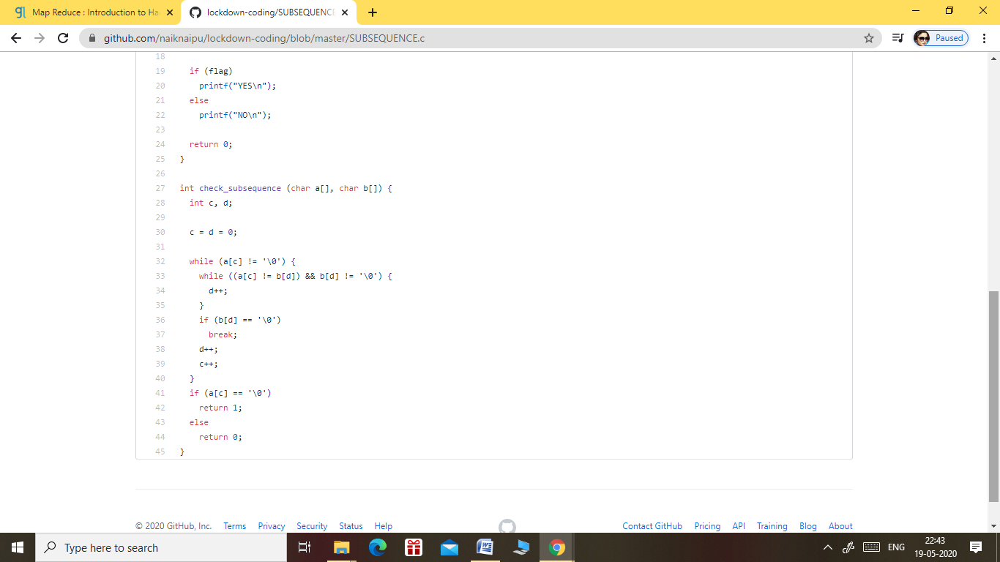 Map Reduce : Introduction to Ha
lockdown-coding/SUBSEQUENCE
github.com/naiknaipu/lockdown-coding/blob/master/SUBSEQUENCE.c
Paused
18
19 if (flag)
20 printf("YES\n");
21 else
22 printf("NO\n");
23
24 return 0;
25 }
26
27 int check_subsequence (char a[], char b[]) {
28 int c, d;
29
30 c = d = 0;
31
32 while (a[c] != '\0') {
33 while ((a[c] != b[d]) && b[d] != '\0') {
34 d++;
35 }
36 if (b[d] == '\0')
37 break;
38 d++;
39 c++;
40 }
41 if (a[c] == '\0')
42 return 1;
43 else
44 return 0;
45 }
© 2020 GitHub, Inc. Terms Privacy Security Status Help Contact GitHub Pricing API Training Blog About
Type here to search
ENG
22:43
19-05-2020